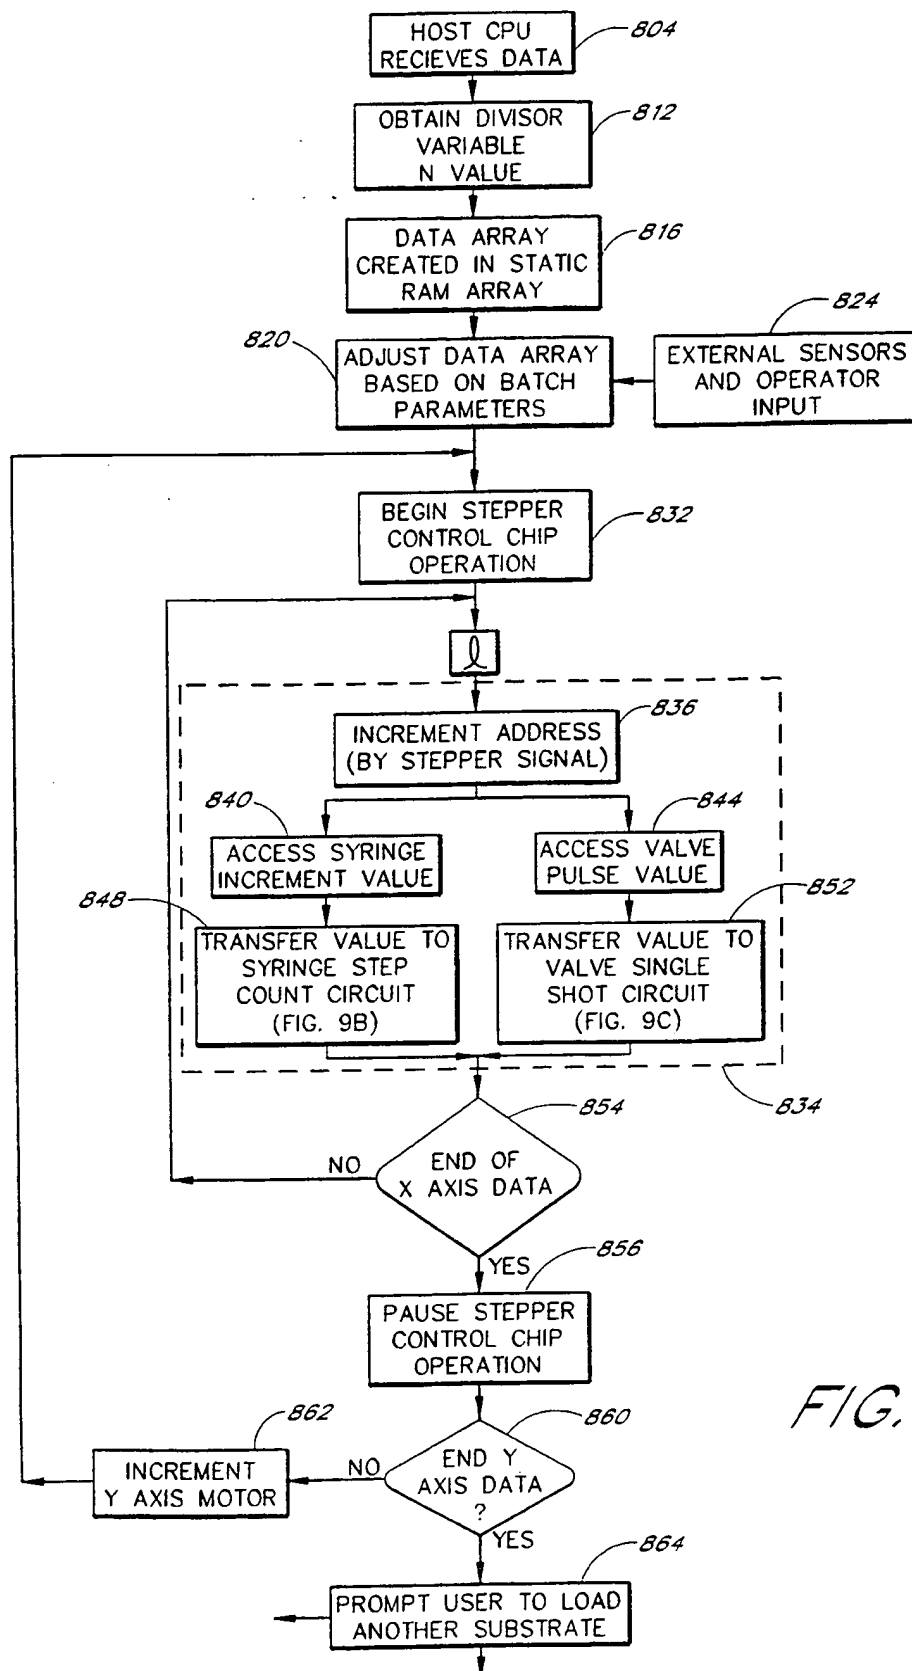 HOST CPU
RECIEVES DATA
804
OBTAIN DIVISOR
VARIABLE
N VALUE
812
DATA ARRAY
CREATED IN STATIC
RAM ARRAY
816
820
ADJUST DATA ARRAY
BASED ON BATCH
PARAMETERS
824
EXTERNAL SENSORS
AND OPERATOR
INPUT
BEGIN STEPPER
CONTROL CHIP
OPERATION
832
l
836
INCREMENT ADDRESS
(BY STEPPER SIGNAL)
840
ACCESS SYRINGE
INCREMENT VALUE
844
ACCESS VALVE
PULSE VALUE
848
TRANSFER VALUE TO
SYRINGE STEP
COUNT CIRCUIT
(FIG. 9B)
852
TRANSFER VALUE TO
VALVE SINGLE
SHOT CIRCUIT
(FIG. 9C)
834
854
END OF
X AXIS DATA
NO
YES
856
PAUSE STEPPER
CONTROL CHIP
OPERATION
860
END Y
AXIS DATA
?
NO
862
INCREMENT
Y AXIS MOTOR
YES
864
PROMPT USER TO LOAD
ANOTHER SUBSTRATE
FIG.